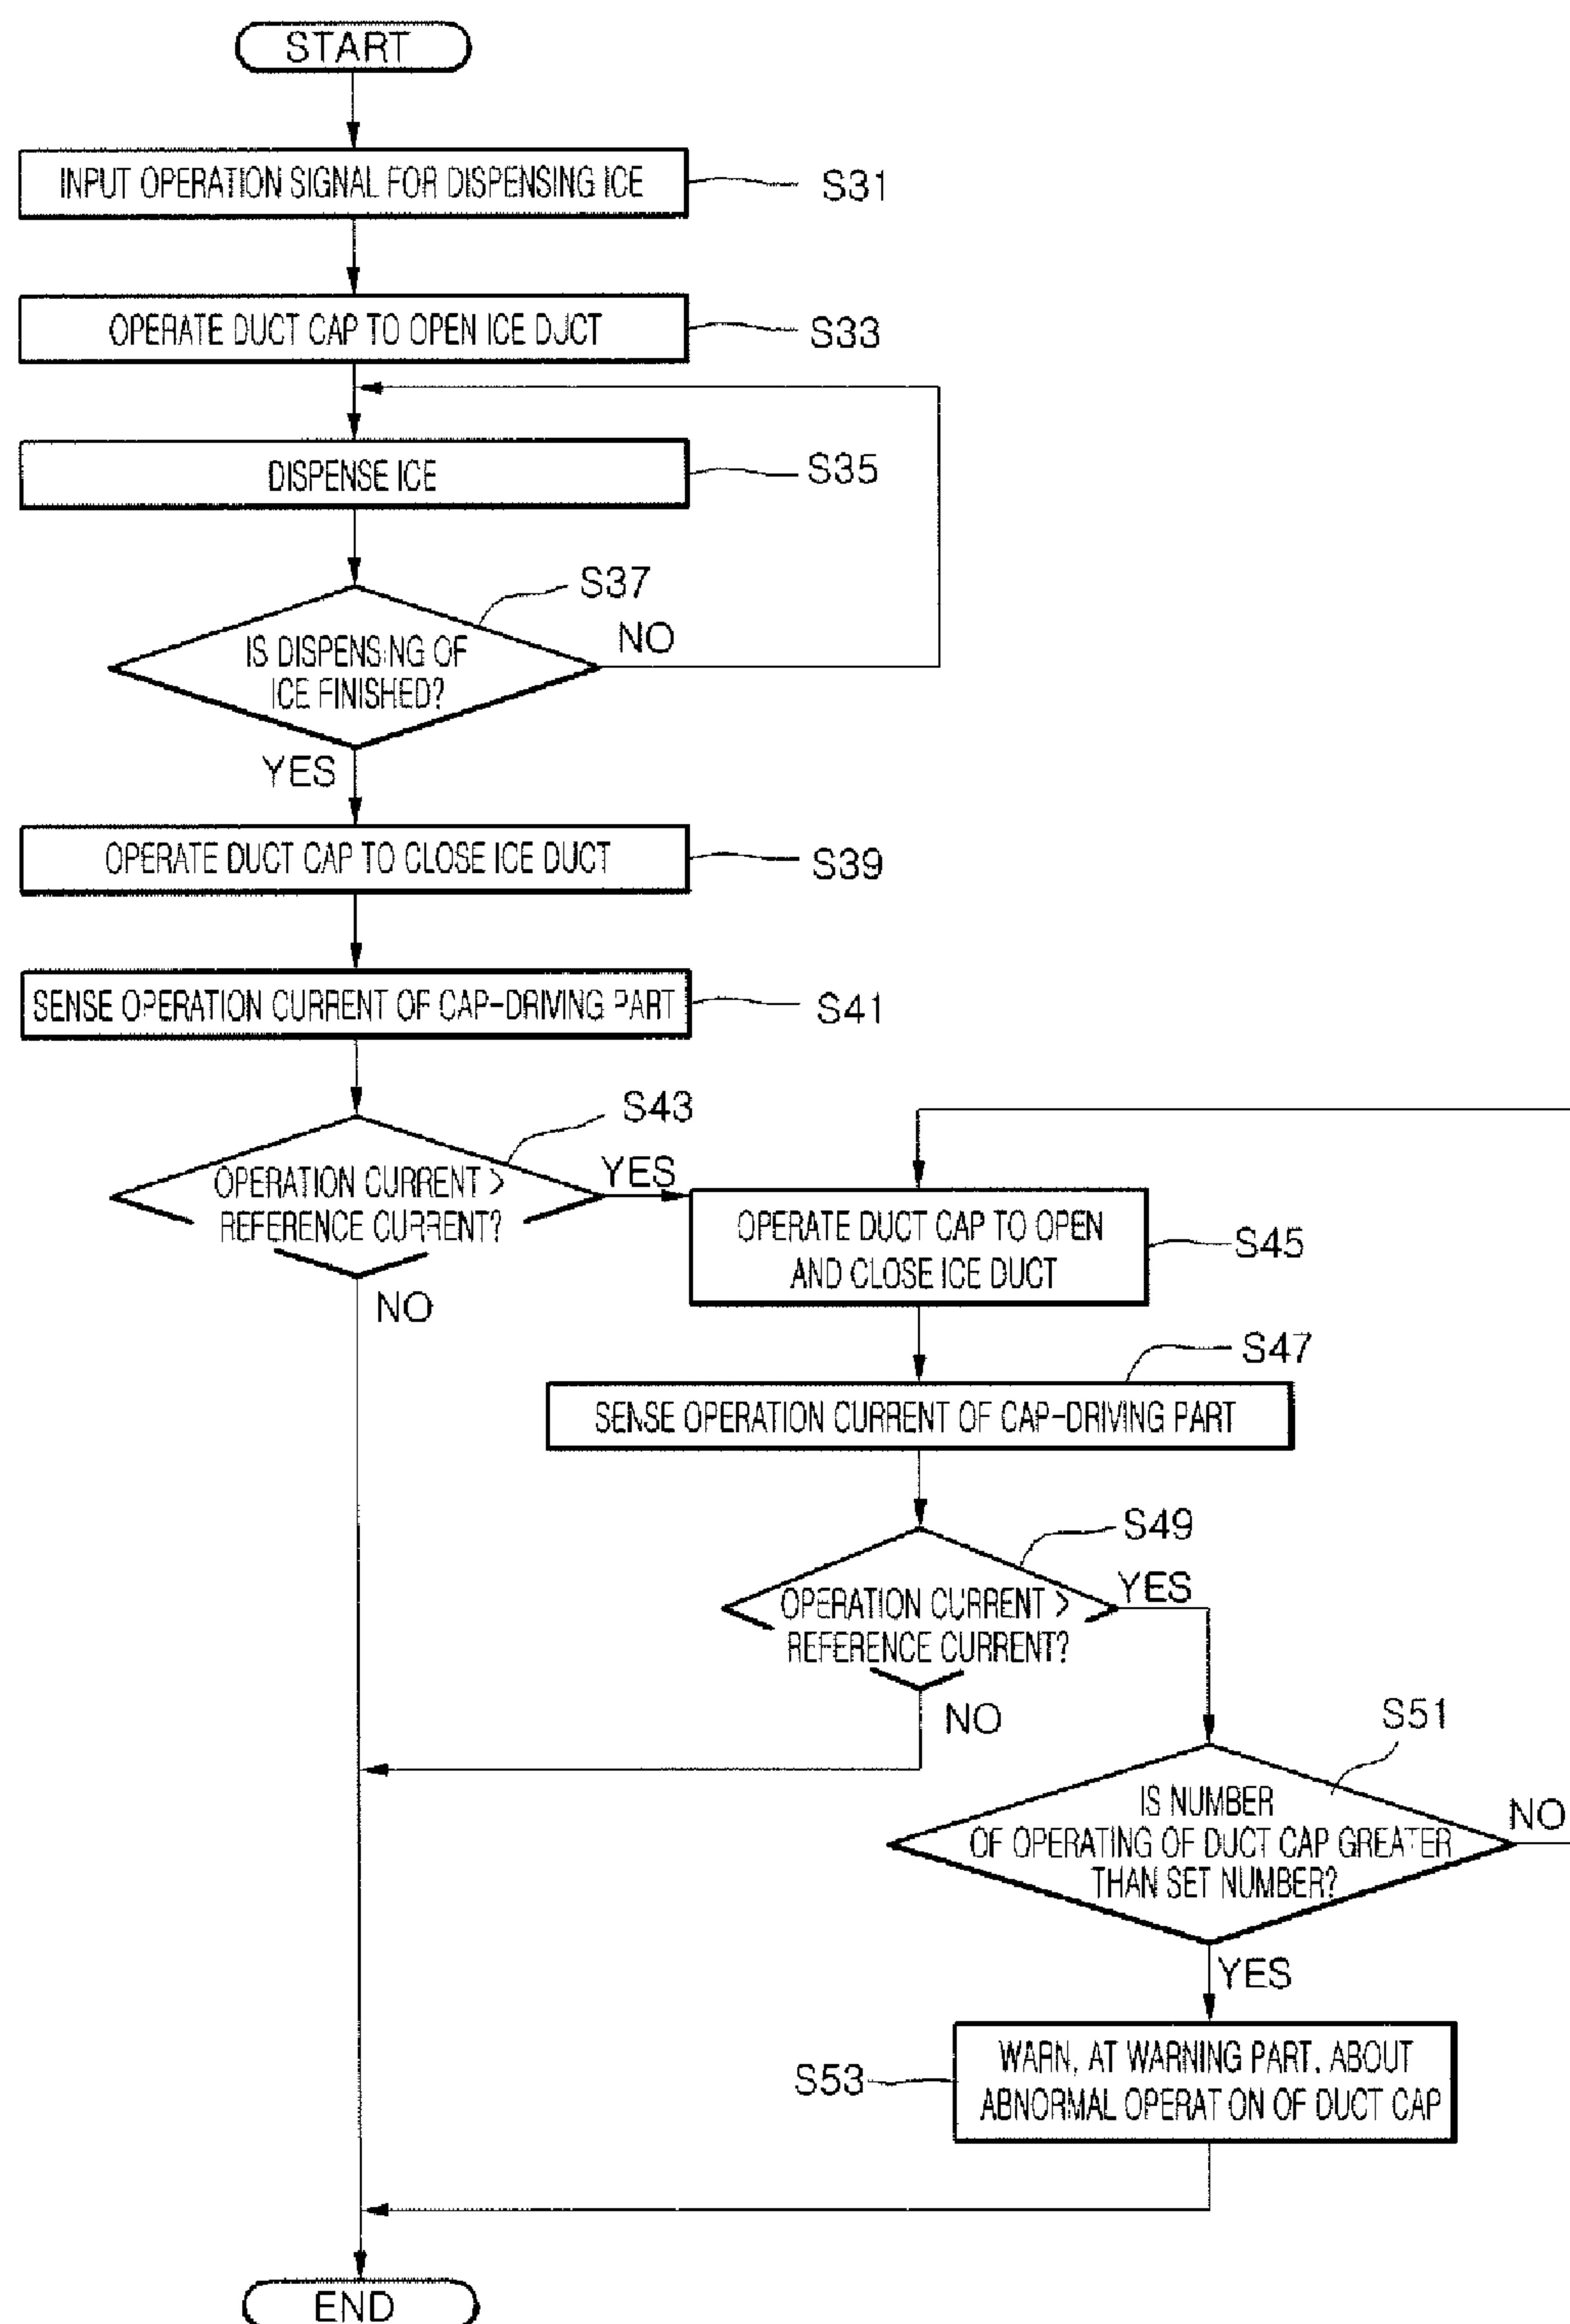 START
INPUT OPERATION SIGNAL FOR DISPENSING ICE
S31
OPERATE DUCT CAP TO OPEN ICE DUCT
S33
DISPENSE ICE
S35
S37
IS DISPENSING OF
ICE FINISHED?
NO
YES
OPERATE DUCT CAP TO CLOSE ICE DUCT
S39
SENSE OPERATION CURRENT OF CAP-DRIVING PART
S41
S43
OPERATION CURRENT >
REFERENCE CURRENT?
YES
NO
OPERATE DUCT CAP TO OPEN
AND CLOSE ICE DUCT
S45
S47
SENSE OPERATION CURRENT OF CAP-DRIVING PART
S49
OPERATION CURRENT >
REFERENCE CURRENT?
YES
NO
S51
IS NUMBER
OF OPERATING OF DUCT CAP GREATER
THAN SET NUMBER?
NO
YES
S53
WARN, AT WARNING PART, ABOUT
ABNORMAL OPERATION OF DUCT CAP
END